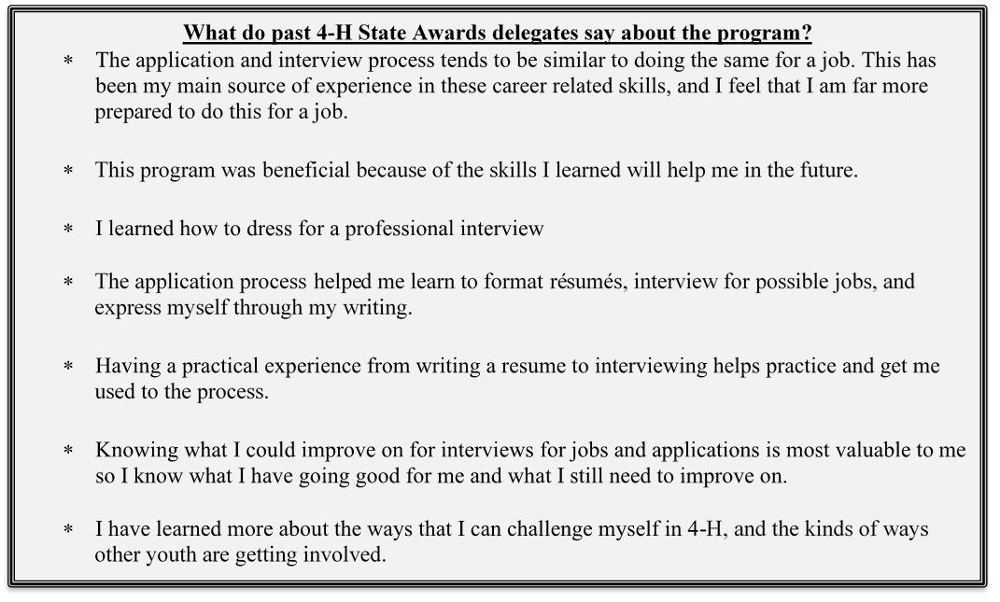 What do past 4-H State Awards delegates say about the program?
* The application and interview process tends to be similar to doing the same for a job. This has
been my main source of experience in these career related skills, and I feel that I am far more
prepared to do this for a job.
* This program was beneficial because of the skills I learned will help me in the future.
* I learned how to dress for a professional interview
* The application process helped me learn to format résumés, interview for possible jobs, and
express myself through my writing.
* Having a practical experience from writing a resume to interviewing helps practice and get me
used to the process.
* Knowing what I could improve on for interviews for jobs and applications is most valuable to me
so I know what I have going good for me and what I still need to improve on.
* I have learned more about the ways that I can challenge myself in 4-H, and the kinds of ways
other youth are getting involved.